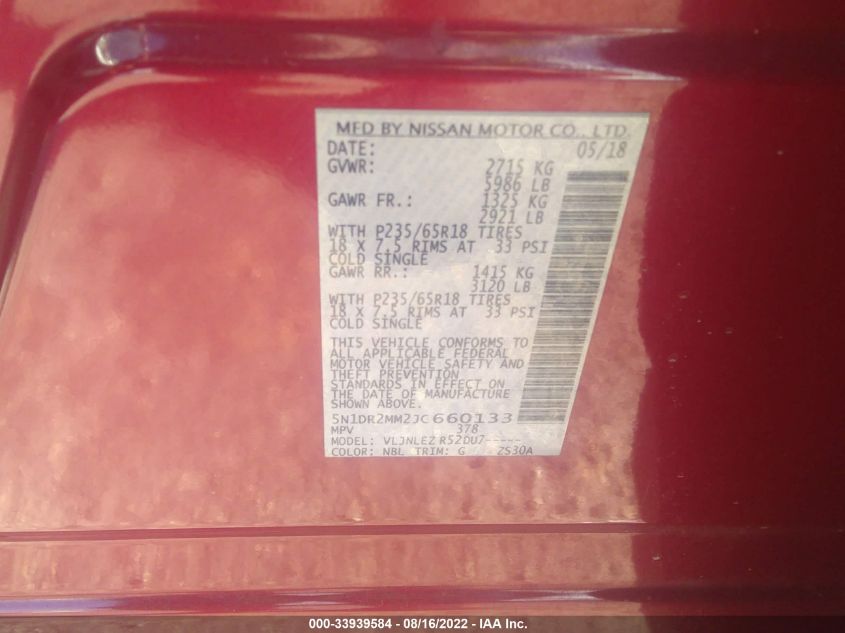 MFD BY NISSAN MOTOR CO., LTD.
DATE: 05/18
GVWR: 2715 KG
5986 LB
GAWR FR.: 1325 KG
2921 LB
WITH P235/65R18 TIRES
18 X 7.5 RIMS AT 33 PSI
COLD SINGLE
GAWR RR.: 1415 KG
3120 LB
WITH P235/65R18 TIRES
18 X 7.5 RIMS AT 33 PSI
COLD SINGLE
THIS VEHICLE CONFORMS TO
ALL APPLICABLE FEDERAL
MOTOR VEHICLE SAFETY AND
THEFT PREVENTION
STANDARDS IN EFFECT ON
THE DATE OF MANUFACTURE
SHOWN ABOVE.
5N1DR2MM2JC660133
MPV 378
MODEL: VLJNLEZ R52DU7-----
COLOR: NBL TRIM: G 2S30A
000-33939584 - 08/16/2022 - IAA Inc.